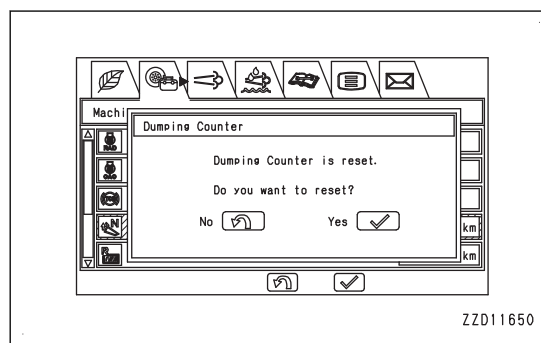 Machi
Dumping Counter
Dumping Counter is reset.
Do you want to reset?
No Yes
N km
R km
ZZD11650